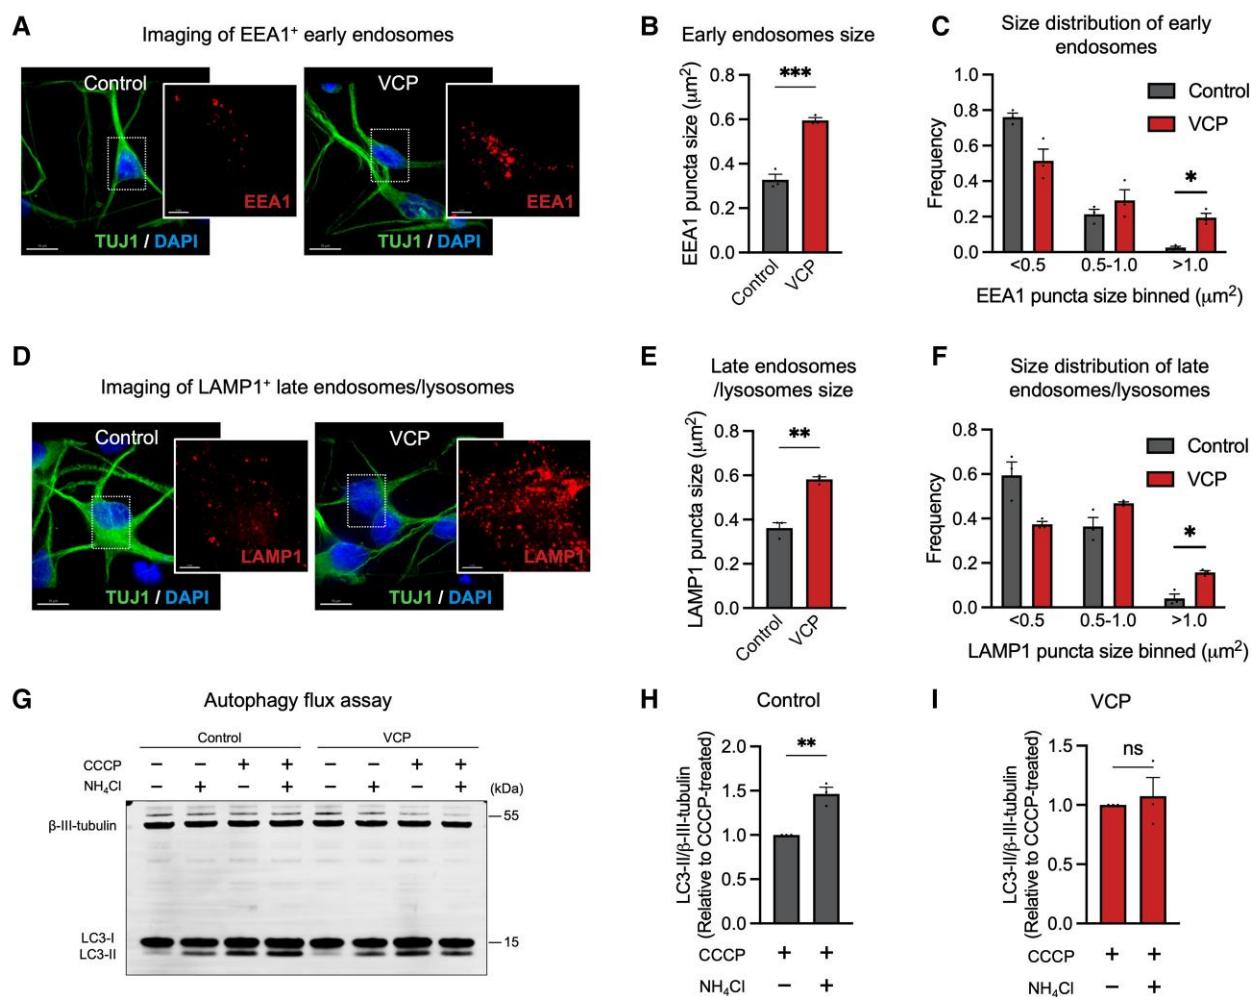 A
Imaging of EEA1⁺ early endosomes
Control
EEA1
TUJ1 / DAPI
VCP
EEA1
TUJ1 / DAPI
B
Early endosomes size
EEA1 puncta size (μm²)
0.8
0.6
0.4
0.2
0.0
***
Control
VCP
C
Size distribution of early
endosomes
Frequency
1.0
0.8
0.6
0.4
0.2
0.0
Control
VCP
*
<0.5
0.5-1.0
>1.0
EEA1 puncta size binned (μm²)
D
Imaging of LAMP1⁺ late endosomes/lysosomes
Control
LAMP1
TUJ1 / DAPI
VCP
LAMP1
TUJ1 / DAPI
E
Late endosomes
/lysosomes size
LAMP1 puncta size (μm²)
0.8
0.6
0.4
0.2
0.0
**
Control
VCP
F
Size distribution of late
endosomes/lysosomes
Frequency
0.8
0.6
0.4
0.2
0.0
Control
VCP
*
<0.5
0.5-1.0
>1.0
LAMP1 puncta size binned (μm²)
G
Autophagy flux assay
Control
VCP
CCCP − − + + − − + +
NH₄Cl − + − + − + − + (kDa)
β-III-tubulin
55
LC3-I
LC3-II
15
H
Control
LC3-II/β-III-tubulin
(Relative to CCCP-treated)
2.0
1.5
1.0
0.5
0.0
**
CCCP + +
NH₄Cl − +
I
VCP
LC3-II/β-III-tubulin
(Relative to CCCP-treated)
1.5
1.0
0.5
0.0
ns
CCCP + +
NH₄Cl − +